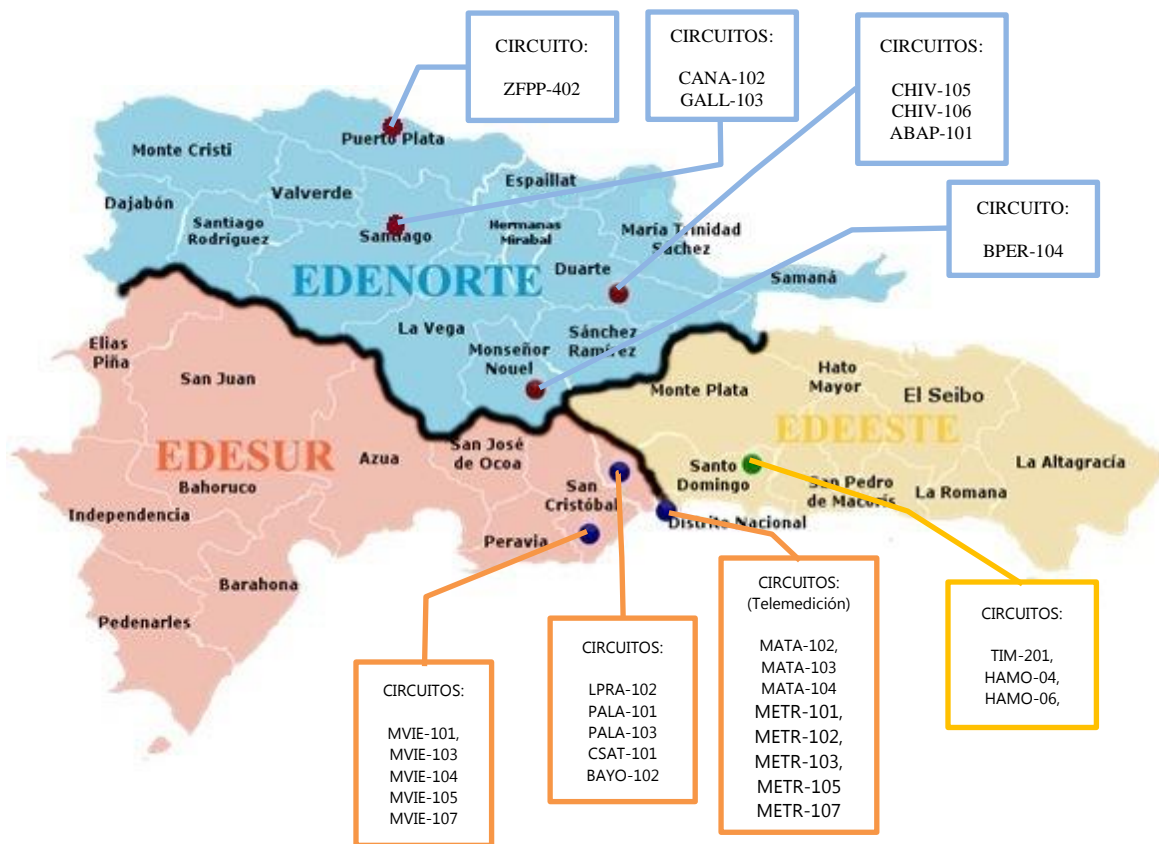 CIRCUITO:
ZFPP-402
CIRCUITOS:
CANA-102
GALL-103
CIRCUITOS:
CHIV-105
CHIV-106
ABAP-101
CIRCUITO:
BPER-104
Puerto Plata
Monte Cristi
Espaillat
Valverde
Dajabón
Santiago
Rodríguez
Santiago
Hermanas
Mirabal
María Trinidad
Sáchez
Duarte
Samaná
EDENORTE
La Vega
Sánchez
Ramírez
Monseñor
Nouel
Elias
Piña
San Juan
Monte Plata
Hato
Mayor
El Seibo
EDESUR
Azua
San José
de Ocoa
EDEESTE
Bahoruco
Santo
Domingo
San Pedro
de Macorís
La Romana
La Altagracía
Independencia
San
Cristóbal
Distrito Nacional
Peravia
Barahona
Pedenarles
CIRCUITOS:
MVIE-101,
MVIE-103
MVIE-104
MVIE-105
MVIE-107
CIRCUITOS:
LPRA-102
PALA-101
PALA-103
CSAT-101
BAYO-102
CIRCUITOS:
(Telemedición)
MATA-102,
MATA-103
MATA-104
METR-101,
METR-102,
METR-103,
METR-105
METR-107
CIRCUITOS:
TIM-201,
HAMO-04,
HAMO-06,